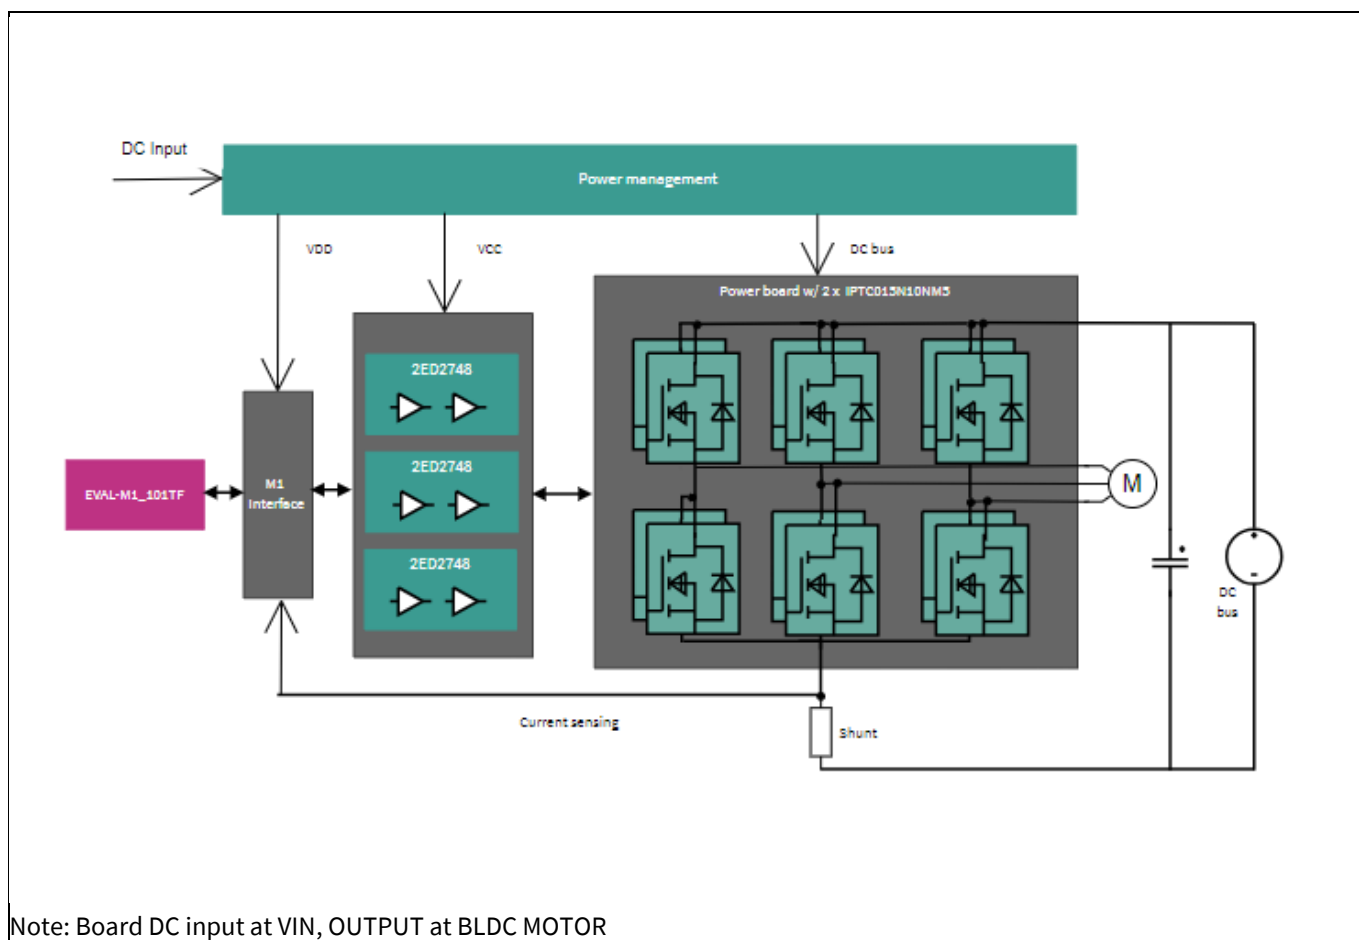 DC Input
Power management
VDD
VCC
DC bus
Power board w/ 2 x IPTC015N10NM5
2ED2748
2ED2748
2ED2748
EVAL-M1_101TF
M1
Interface
M
DC
bus
Current sensing
Shunt
Note: Board DC input at VIN, OUTPUT at BLDC MOTOR